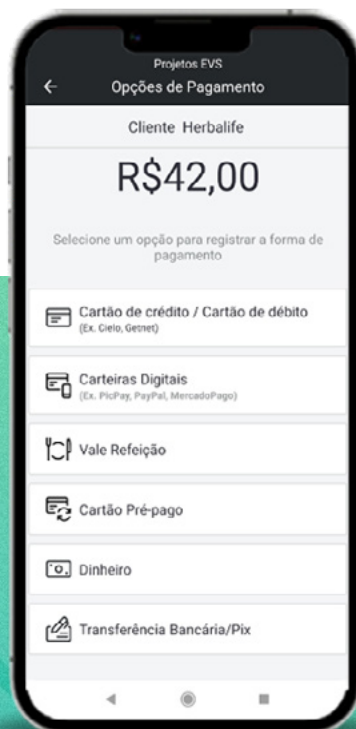 Projetos EVS
Opções de Pagamento
Cliente Herbalife
R$42,00
Selecione um opção para registrar a forma de
pagamento
Cartão de crédito / Cartão de débito
(Ex. Cielo, Getnet)
Carteiras Digitais
(Ex. PicPay, PayPal, MercadoPago)
Vale Refeição
Cartão Pré-pago
Dinheiro
Transferência Bancária/Pix